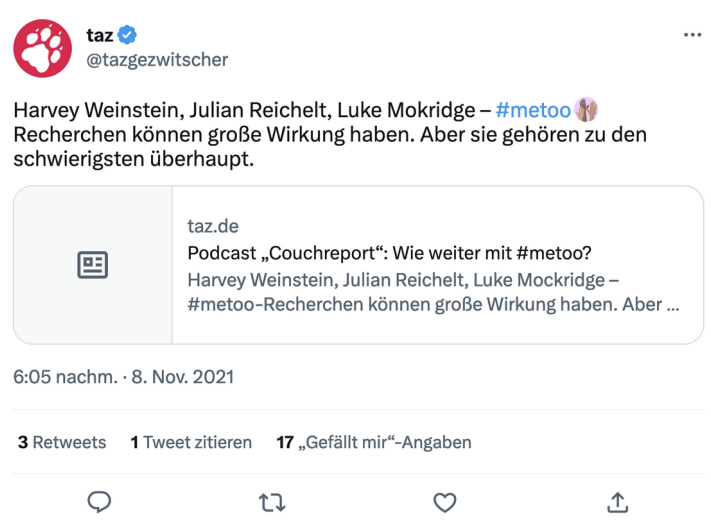 taz
@tazgezwitscher
Harvey Weinstein, Julian Reichelt, Luke Mokridge – #metoo
Recherchen können große Wirkung haben. Aber sie gehören zu den
schwierigsten überhaupt.
taz.de
Podcast „Couchreport“: Wie weiter mit #metoo?
Harvey Weinstein, Julian Reichelt, Luke Mockridge –
#metoo-Recherchen können große Wirkung haben. Aber ...
6:05 nachm. · 8. Nov. 2021
3 Retweets 1 Tweet zitieren 17 „Gefällt mir“-Angaben